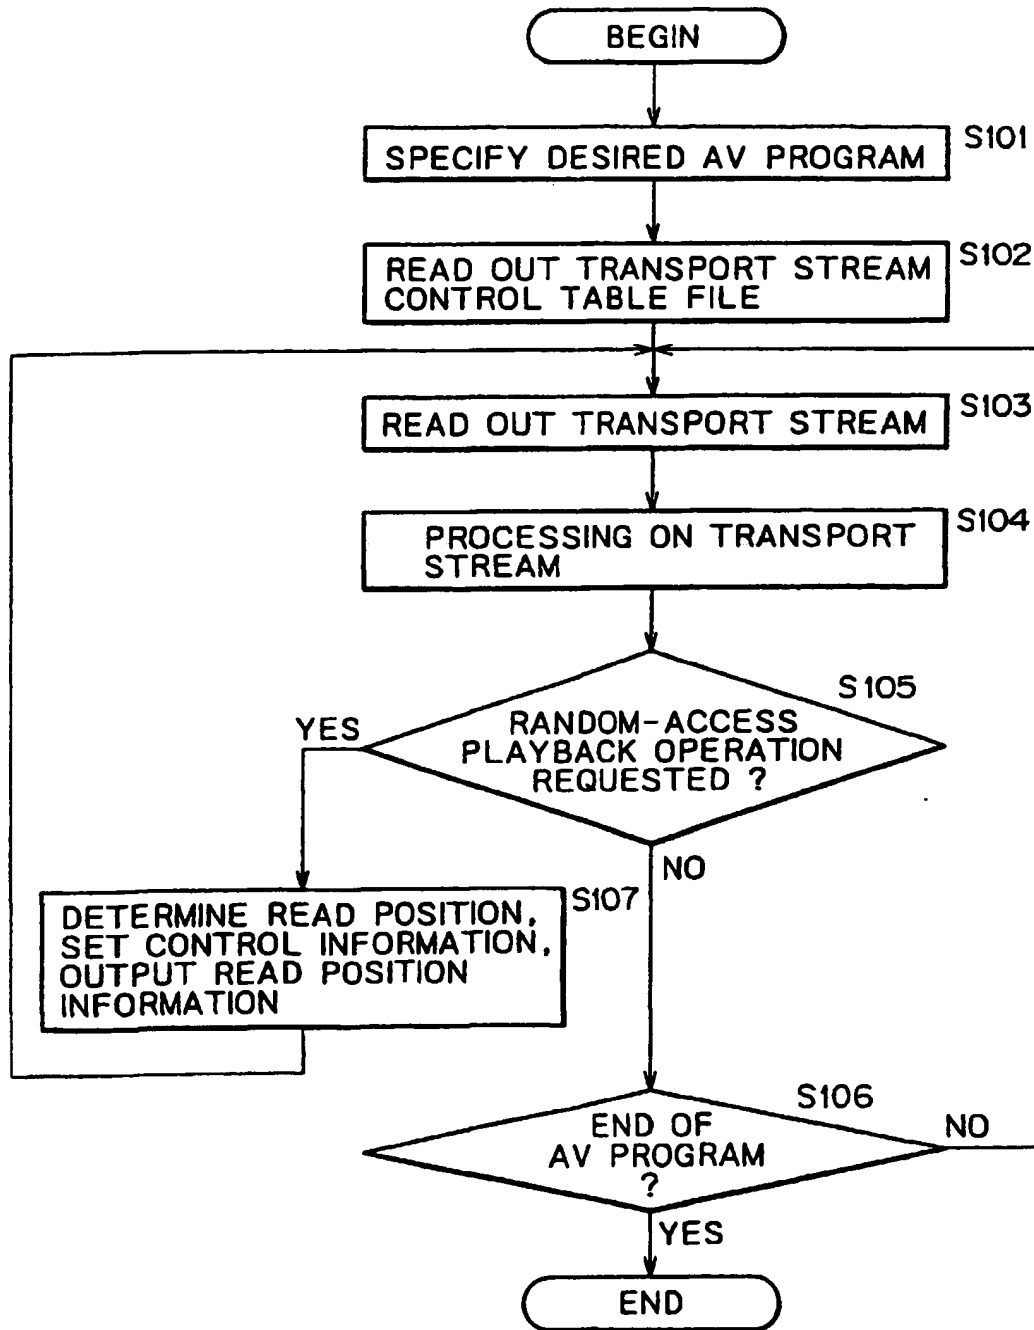 BEGIN
S101
SPECIFY DESIRED AV PROGRAM
S102
READ OUT TRANSPORT STREAM
CONTROL TABLE FILE
S103
READ OUT TRANSPORT STREAM
S104
PROCESSING ON TRANSPORT
STREAM
S105
YES
RANDOM-ACCESS
PLAYBACK OPERATION
REQUESTED ?
NO
S107
DETERMINE READ POSITION,
SET CONTROL INFORMATION,
OUTPUT READ POSITION
INFORMATION
S106
END OF
AV PROGRAM
?
NO
YES
END